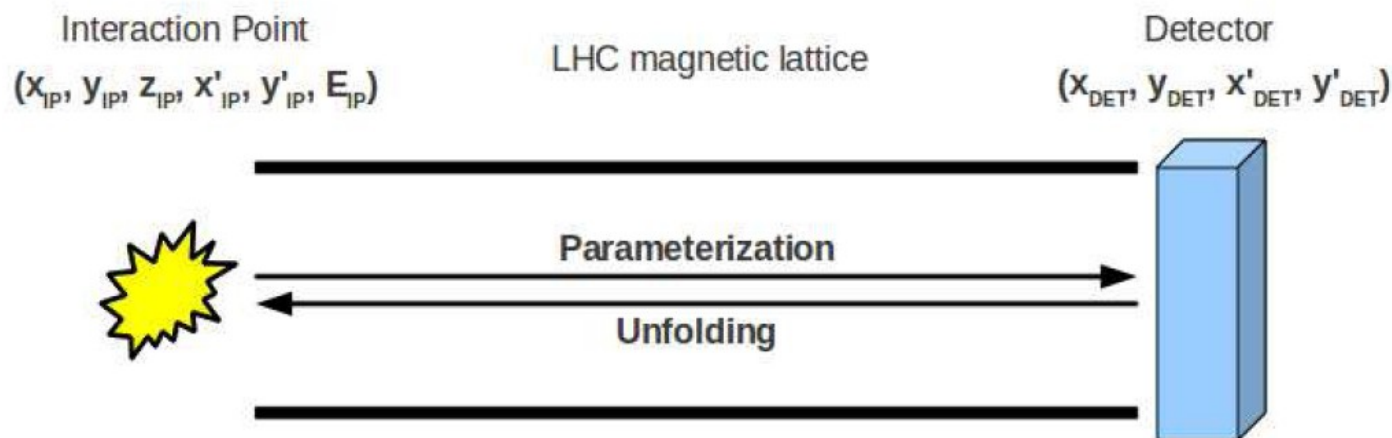 Interaction Point
(x_IP, y_IP, z_IP, x'_IP, y'_IP, E_IP)
LHC magnetic lattice
Detector
(x_DET, y_DET, x'_DET, y'_DET)
Parameterization
Unfolding